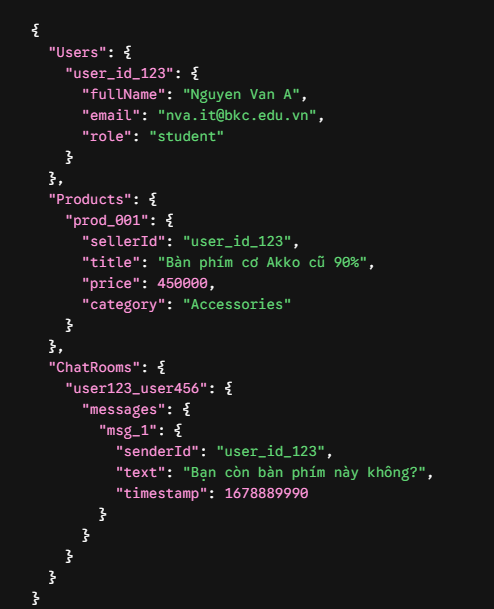 {
  "Users": {
    "user_id_123": {
      "fullName": "Nguyen Van A",
      "email": "nva.it@bkc.edu.vn",
      "role": "student"
    }
  },
  "Products": {
    "prod_001": {
      "sellerId": "user_id_123",
      "title": "Bàn phím cơ Akko cũ 90%",
      "price": 450000,
      "category": "Accessories"
    }
  },
  "ChatRooms": {
    "user123_user456": {
      "messages": {
        "msg_1": {
          "senderId": "user_id_123",
          "text": "Bạn còn bàn phím này không?",
          "timestamp": 1678889990
        }
      }
    }
  }
}